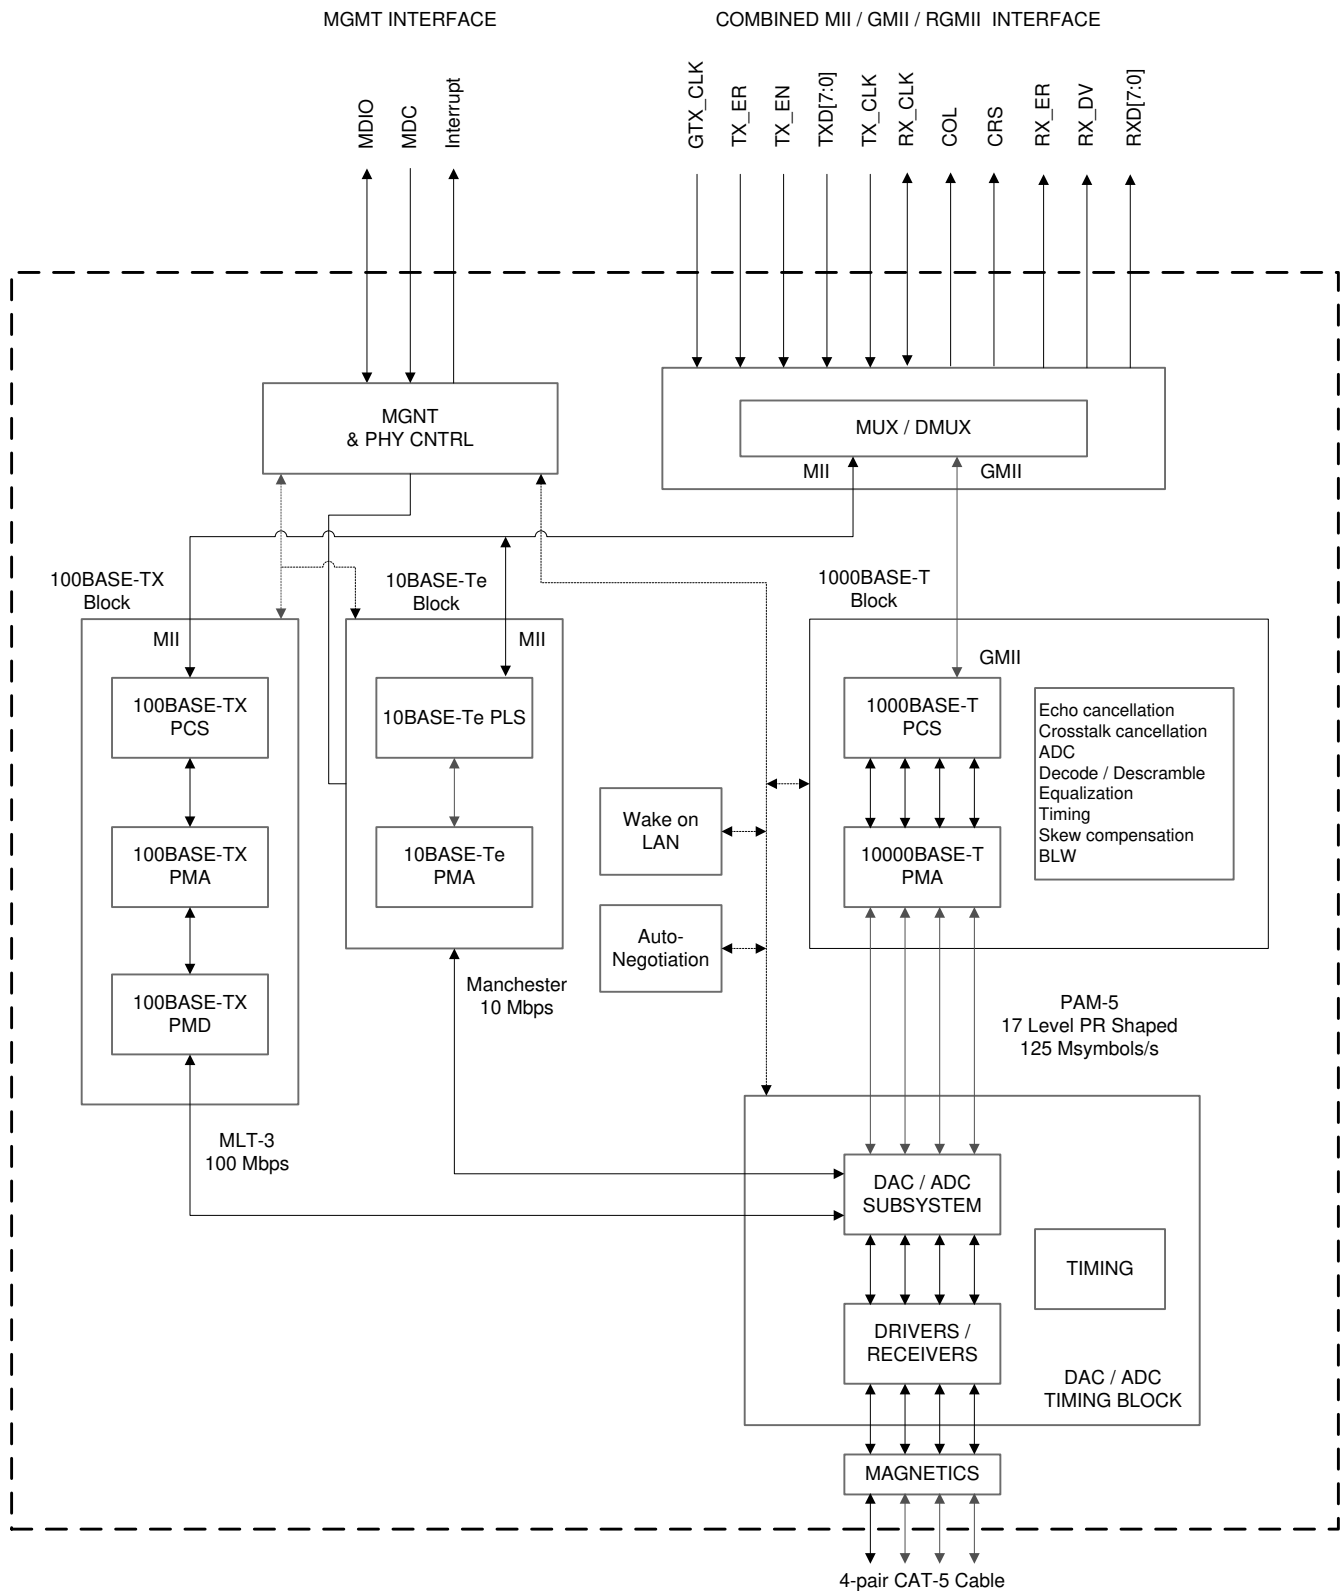 MGMT INTERFACE
COMBINED MII / GMII / RGMII INTERFACE
MDIO
MDC
Interrupt
GTX_CLK
TX_ER
TX_EN
TXD[7:0]
TX_CLK
RX_CLK
COL
CRS
RX_ER
RX_DV
RXD[7:0]
MGNT
& PHY CNTRL
MUX / DMUX
MII
GMII
100BASE-TX
Block
10BASE-Te
Block
1000BASE-T
Block
MII
MII
GMII
100BASE-TX
PCS
10BASE-Te PLS
1000BASE-T
PCS
Echo cancellation
Crosstalk cancellation
ADC
Decode / Descramble
Equalization
Timing
Skew compensation
BLW
Wake on
LAN
100BASE-TX
PMA
10BASE-Te
PMA
10000BASE-T
PMA
Auto-
Negotiation
100BASE-TX
PMD
Manchester
10 Mbps
PAM-5
17 Level PR Shaped
125 Msymbols/s
MLT-3
100 Mbps
DAC / ADC
SUBSYSTEM
TIMING
DRIVERS /
RECEIVERS
DAC / ADC
TIMING BLOCK
MAGNETICS
4-pair CAT-5 Cable